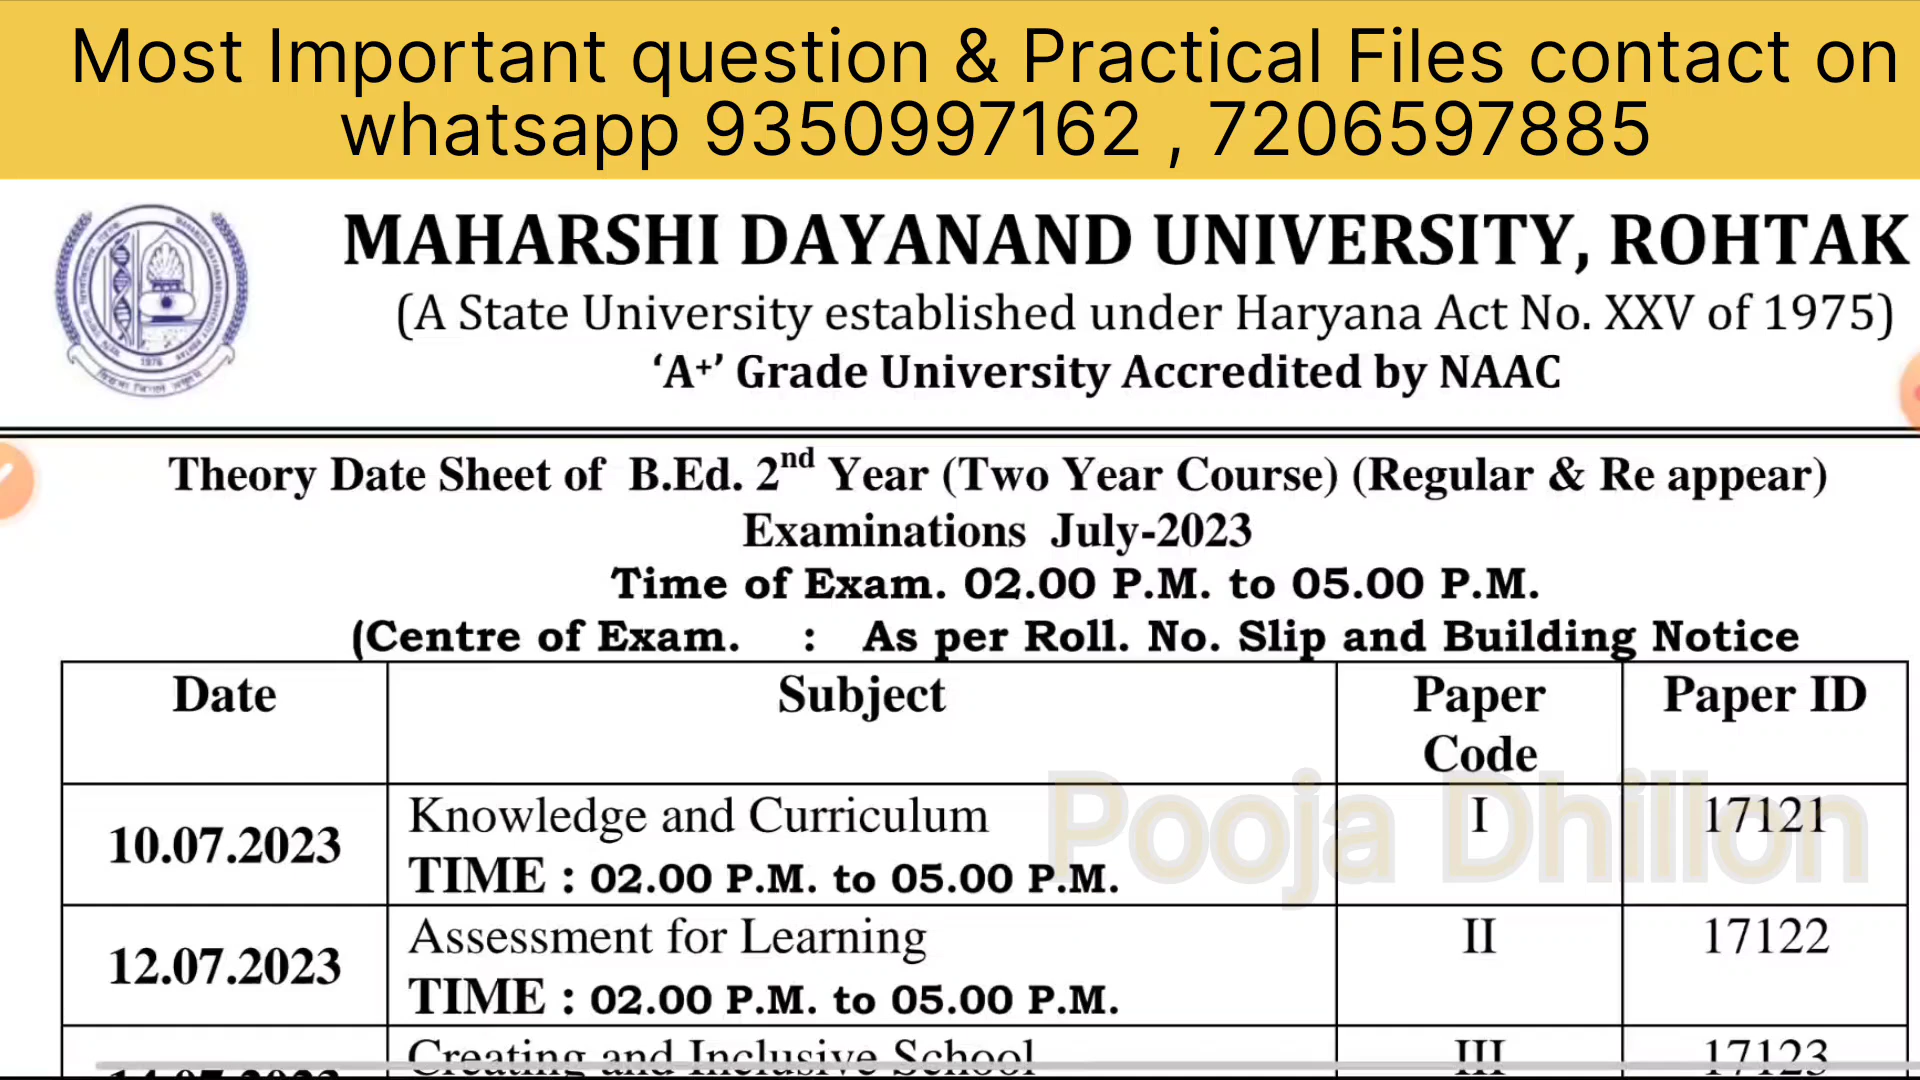 Most Important question & Practical Files contact on
whatsapp 9350997162 , 7206597885
MAHARSHI DAYANAND UNIVERSITY, ROHTAK
(A State University established under Haryana Act No. XXV of 1975)
‘A+’ Grade University Accredited by NAAC
Theory Date Sheet of B.Ed. 2nd Year (Two Year Course) (Regular & Re appear)
Examinations July-2023
Time of Exam. 02.00 P.M. to 05.00 P.M.
(Centre of Exam. : As per Roll. No. Slip and Building Notice
Date Subject Paper Code Paper ID
10.07.2023 Knowledge and Curriculum I 17121
TIME : 02.00 P.M. to 05.00 P.M.
Pooja Dhillon
12.07.2023 Assessment for Learning II 17122
TIME : 02.00 P.M. to 05.00 P.M.
14.07.2023 Creating and Inclusive School III 17123